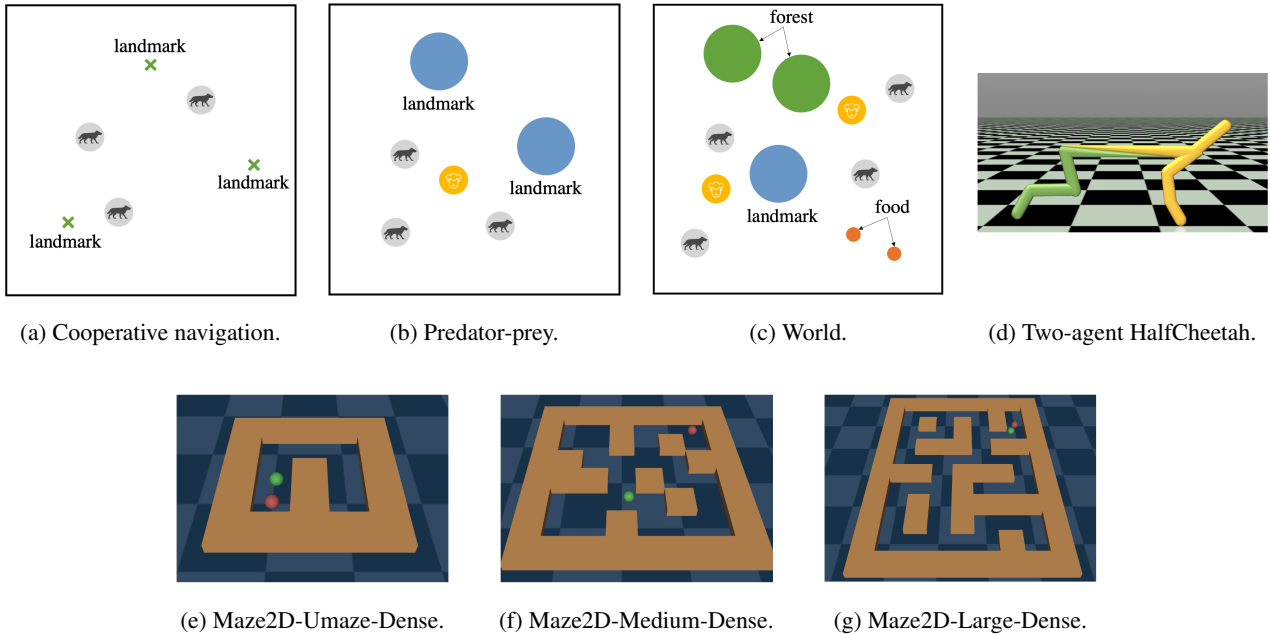 landmark
landmark
landmark
(a) Cooperative navigation.
landmark
landmark
(b) Predator-prey.
forest
landmark
food
(c) World.
(d) Two-agent HalfCheetah.
(e) Maze2D-Umaze-Dense.
(f) Maze2D-Medium-Dense.
(g) Maze2D-Large-Dense.